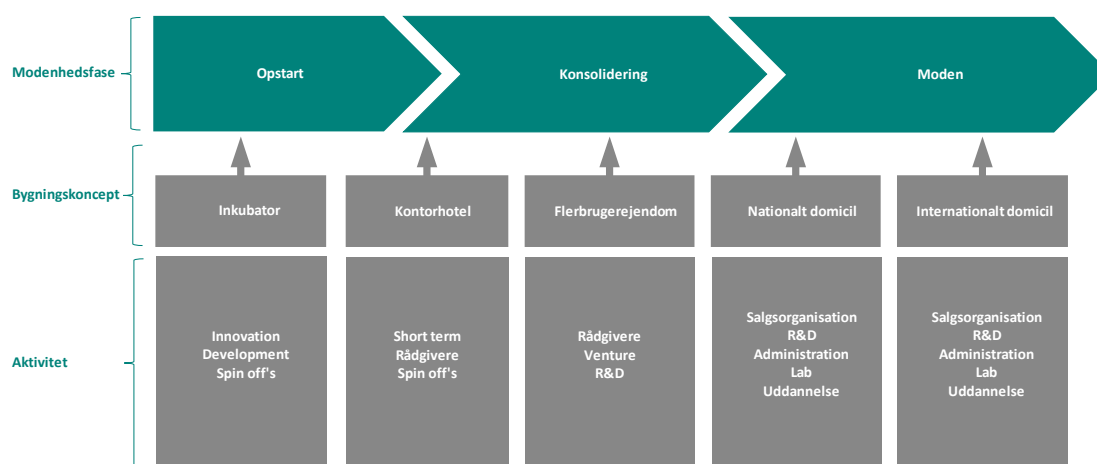 Modenhedsfase
Opstart
Konsolidering
Moden
Bygningskoncept
Inkubator
Kontorhotel
Flerbrugerejendom
Nationalt domicil
Internationalt domicil
Aktivitet
Innovation
Development
Spin off's
Short term
Rådgivere
Spin off's
Rådgivere
Venture
R&D
Salgsorganisation
R&D
Administration
Lab
Uddannelse
Salgsorganisation
R&D
Administration
Lab
Uddannelse